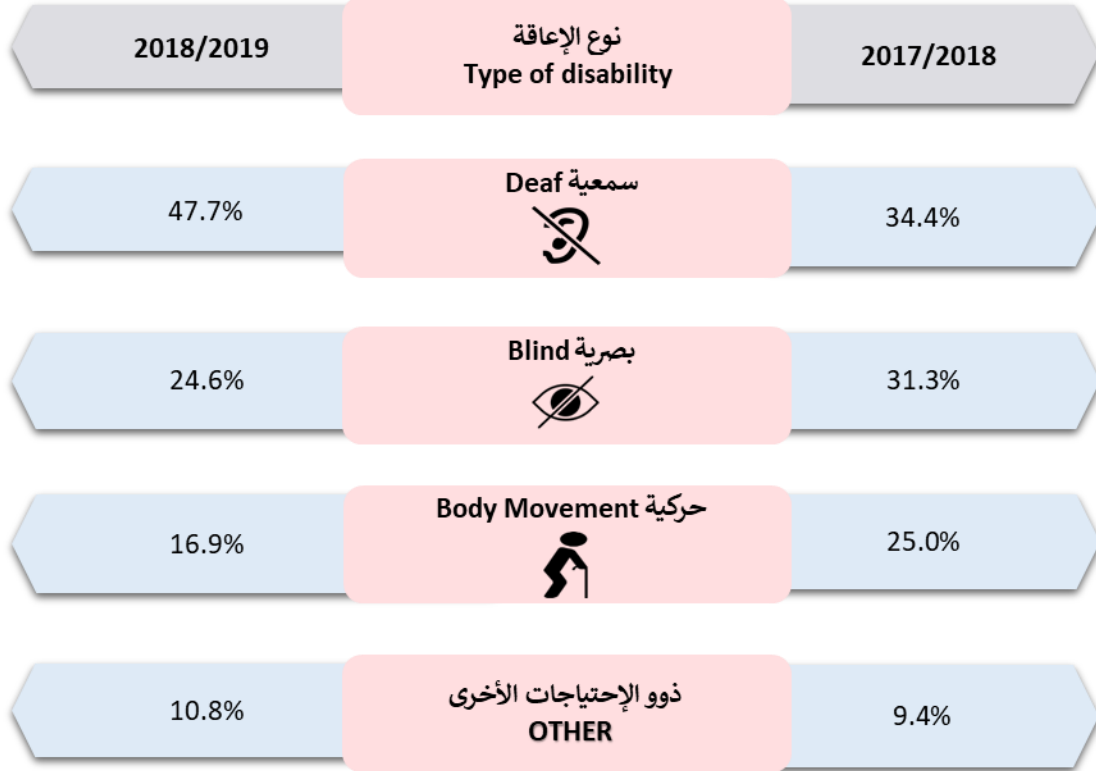 2018/2019
نوع الإعاقة
Type of disability
2017/2018
47.7%
سمعية Deaf
34.4%
24.6%
بصرية Blind
31.3%
16.9%
حركية Body Movement
25.0%
10.8%
ذوو الإحتياجات الأخرى
OTHER
9.4%